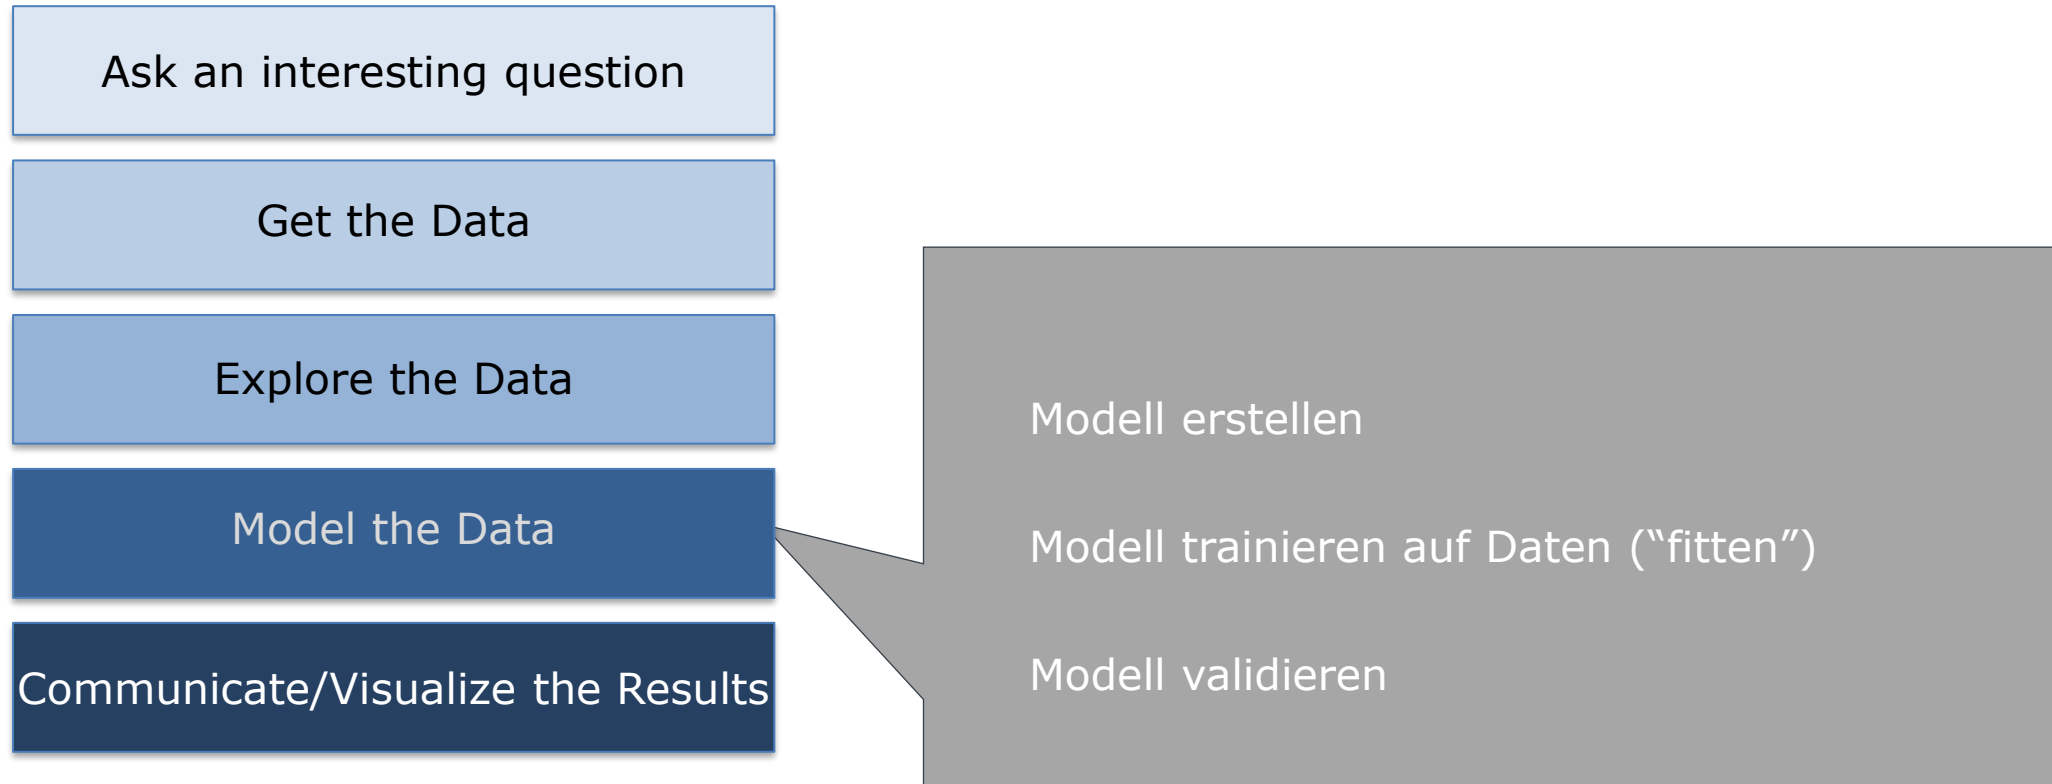 Ask an interesting question
Get the Data
Explore the Data
Model the Data
Communicate/Visualize the Results
Modell erstellen
Modell trainieren auf Daten (“fitten”)
Modell validieren